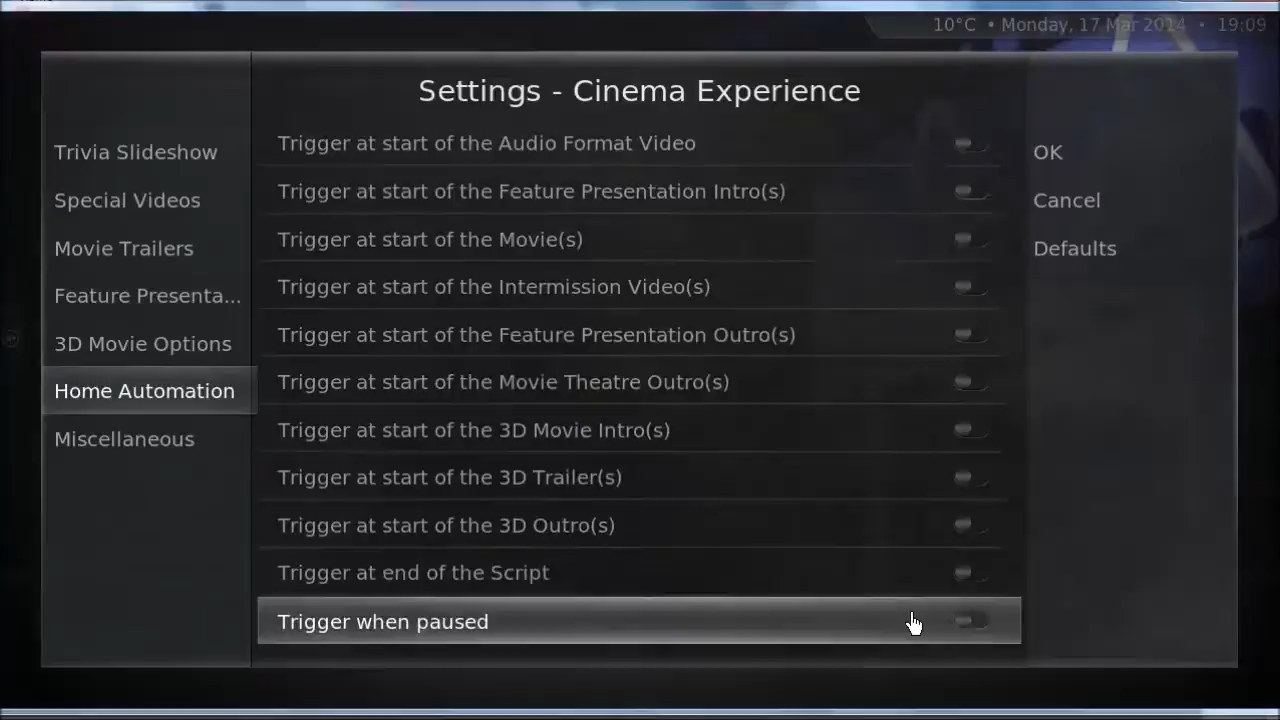 10°C • Monday, 17 Mar 2014 • 19:09
Settings - Cinema Experience
Trivia Slideshow
Special Videos
Movie Trailers
Feature Presenta...
3D Movie Options
Home Automation
Miscellaneous
Trigger at start of the Audio Format Video
Trigger at start of the Feature Presentation Intro(s)
Trigger at start of the Movie(s)
Trigger at start of the Intermission Video(s)
Trigger at start of the Feature Presentation Outro(s)
Trigger at start of the Movie Theatre Outro(s)
Trigger at start of the 3D Movie Intro(s)
Trigger at start of the 3D Trailer(s)
Trigger at start of the 3D Outro(s)
Trigger at end of the Script
Trigger when paused
OK
Cancel
Defaults